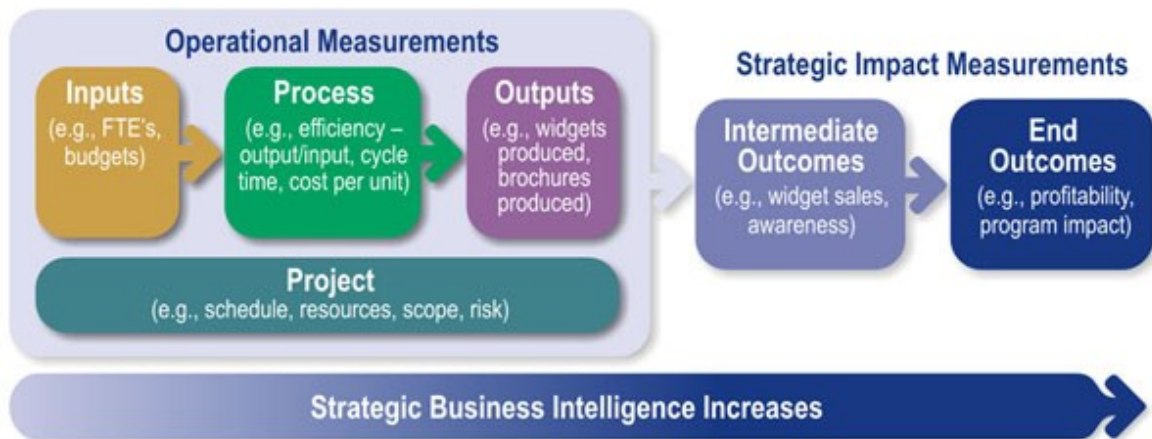 Operational Measurements
Inputs
(e.g., FTE's,
budgets)
Process
(e.g., efficiency –
output/input, cycle
time, cost per unit)
Outputs
(e.g., widgets
produced,
brochures
produced)
Project
(e.g., schedule, resources, scope, risk)
Strategic Impact Measurements
Intermediate
Outcomes
(e.g., widget sales,
awareness)
End
Outcomes
(e.g., profitability,
program impact)
Strategic Business Intelligence Increases